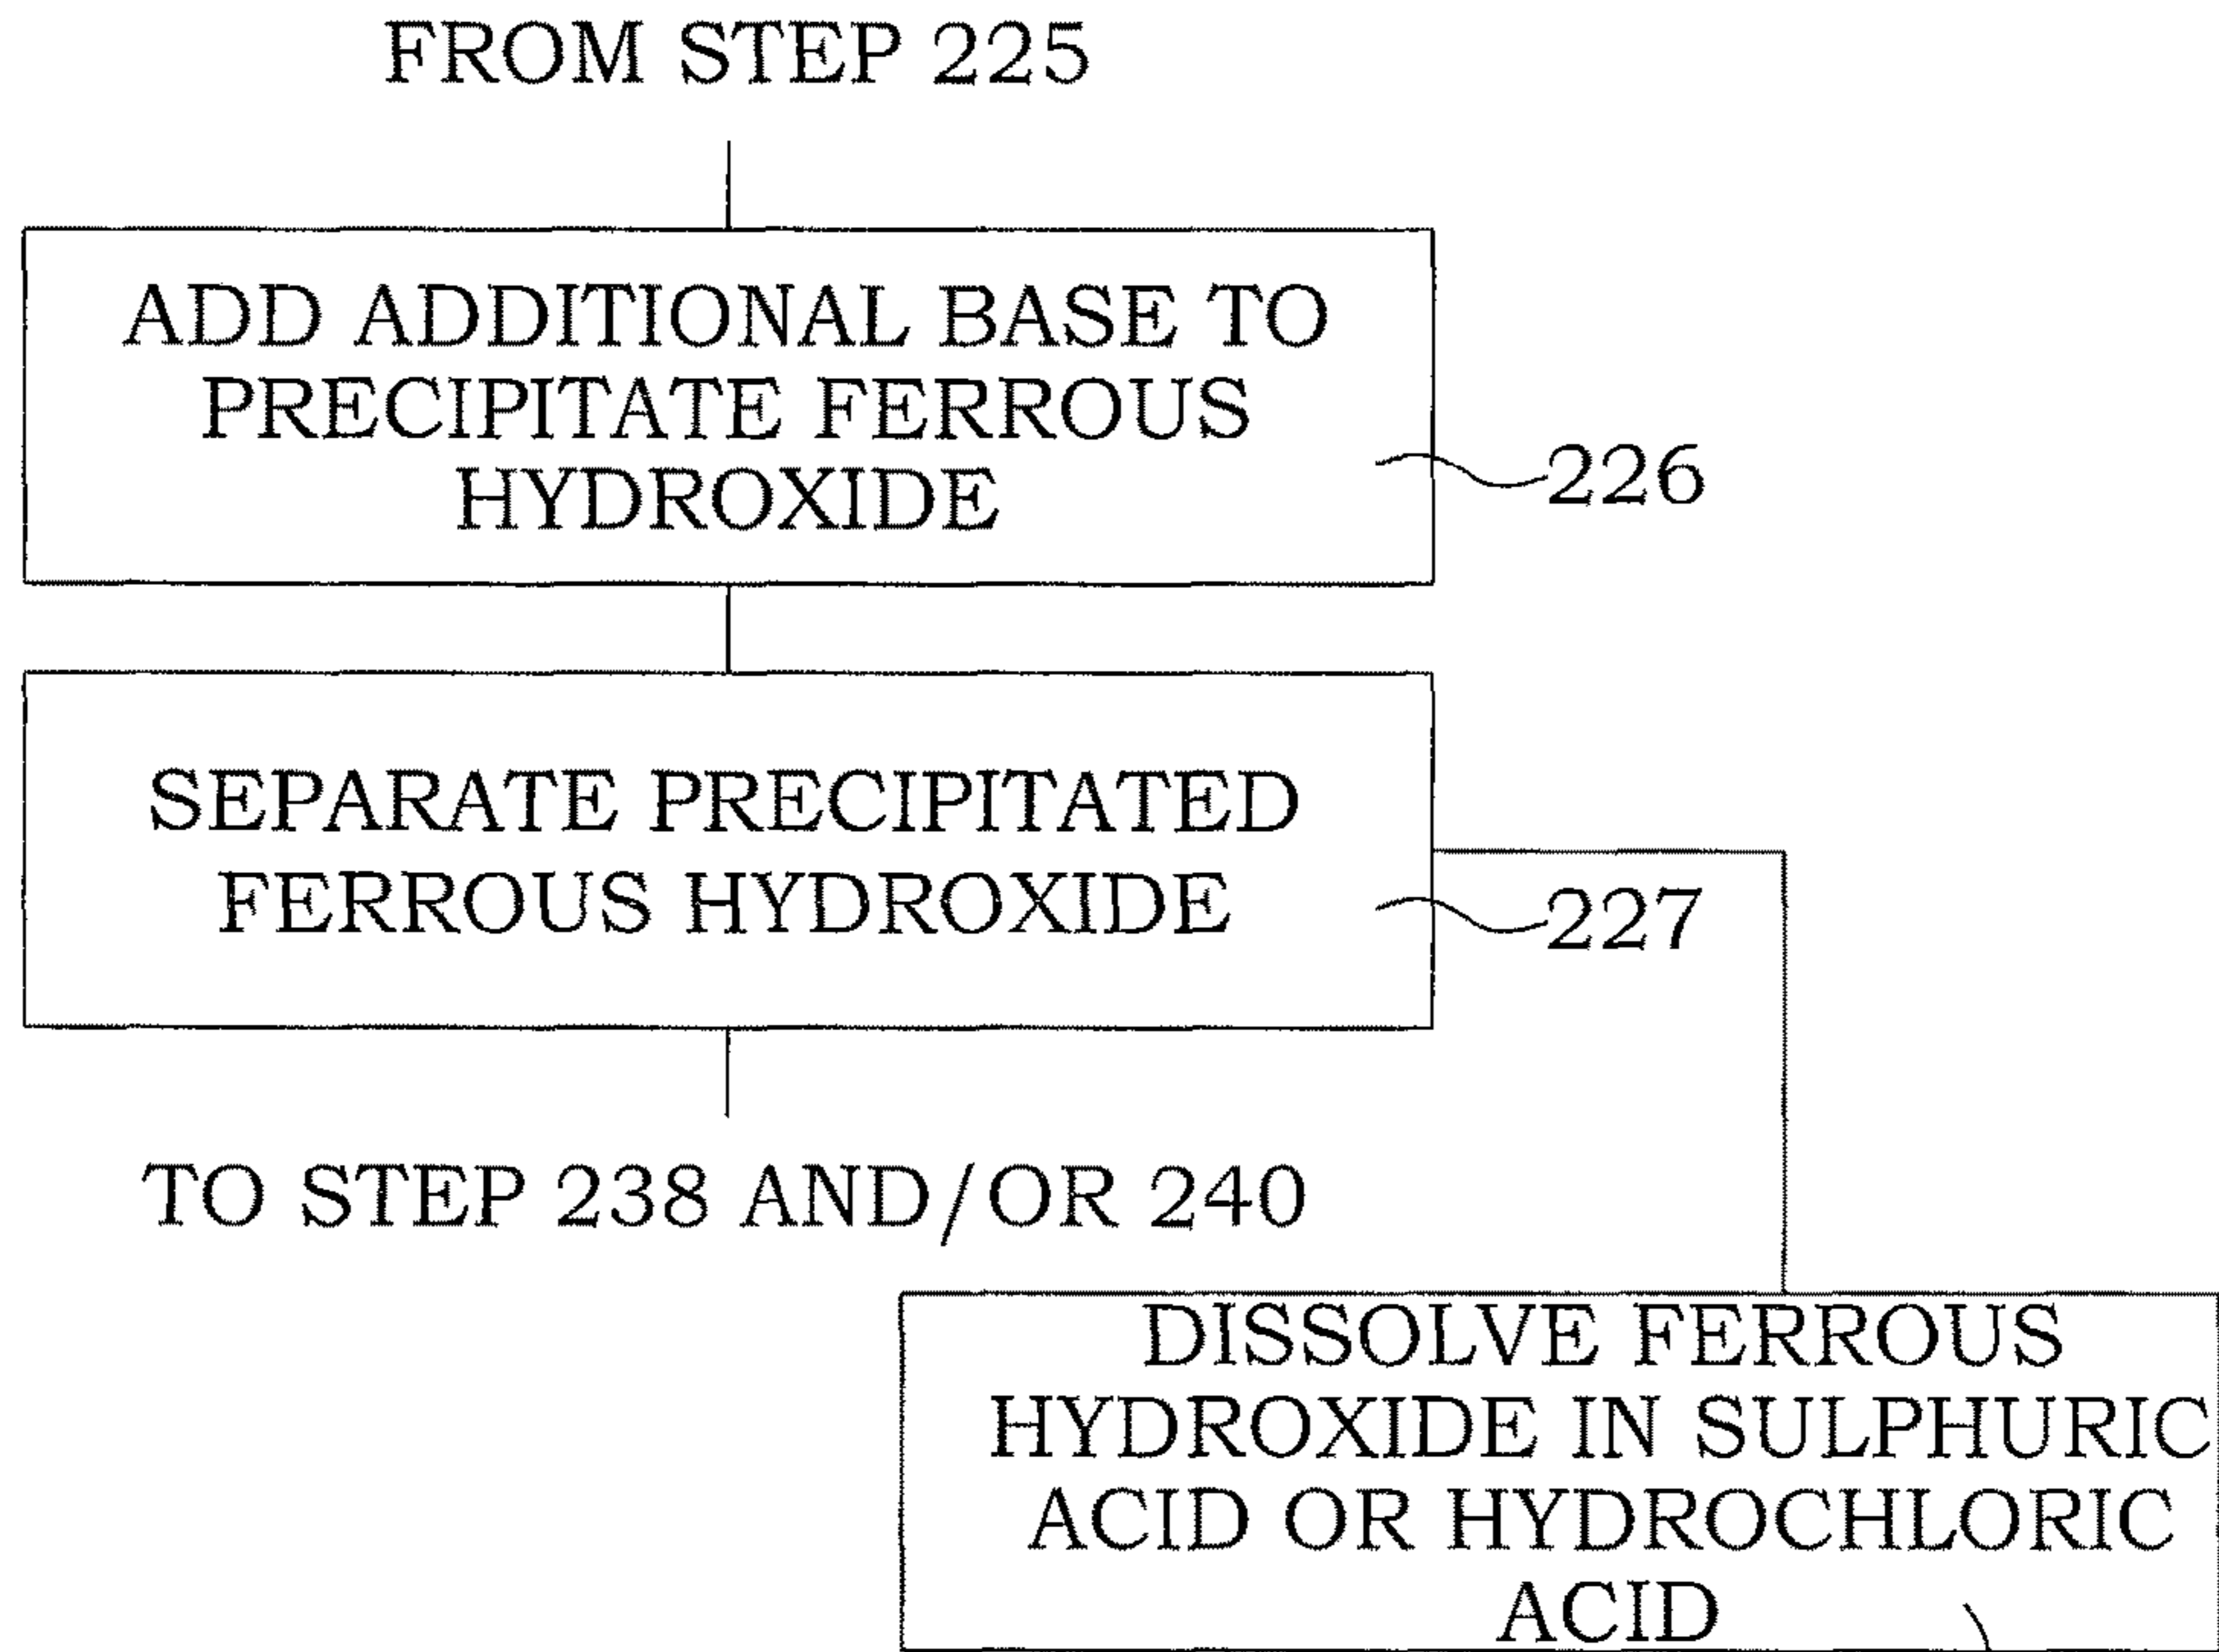 FROM STEP 225
ADD ADDITIONAL BASE TO
PRECIPITATE FERROUS
HYDROXIDE
226
SEPARATE PRECIPITATED
FERROUS HYDROXIDE
227
TO STEP 238 AND/OR 240
DISSOLVE FERROUS
HYDROXIDE IN SULPHURIC
ACID OR HYDROCHLORIC
ACID